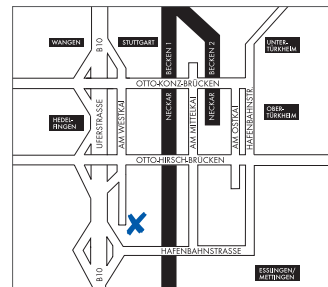 WANGEN
B10
STUTTGART
BECKEN 1
BECKEN 2
UNTER-
TÜRKHEIM
OTTO-KONZ-BRÜCKEN
HEDEL-
FINGEN
UFERSTRASSE
AM WESTKAI
NECKAR
AM MITTELKAI
NECKAR
AM OSTKAI
HAFENBAHNSTR.
OBER-
TÜRKHEIM
OTTO-HIRSCH-BRÜCKEN
HAFENBAHNSTRASSE
B10
ESSLINGEN/
METTINGEN